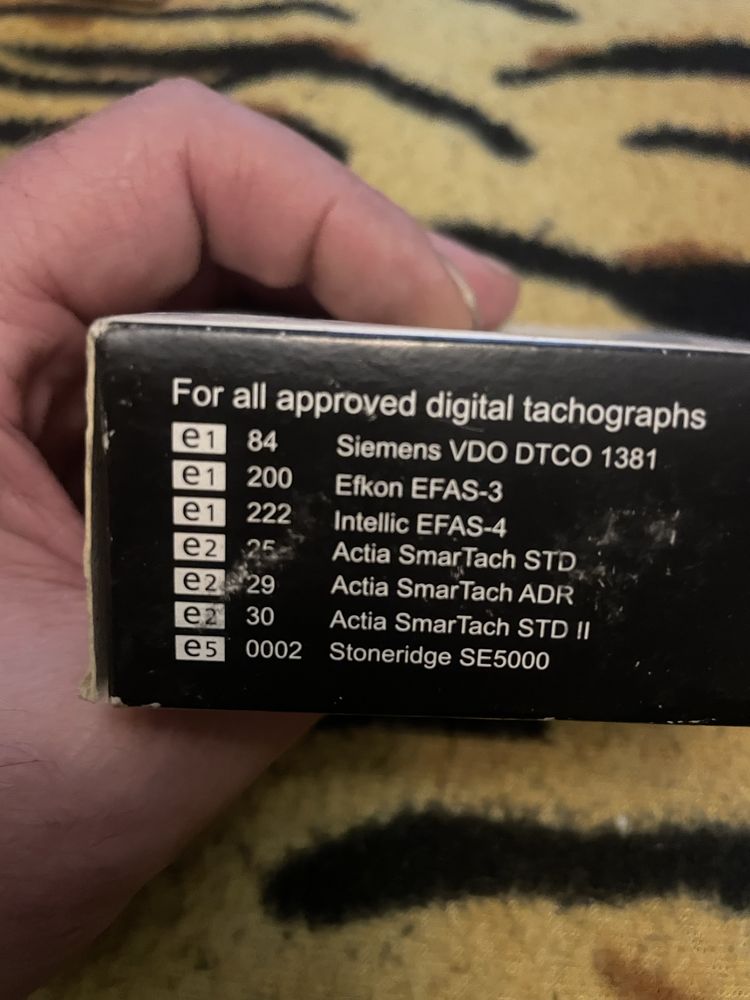 For all approved digital tachographs
e1 84 Siemens VDO DTCO 1381
e1 200 Efkon EFAS-3
e1 222 Intellic EFAS-4
e2 25 Actia SmarTach STD
e2 29 Actia SmarTach ADR
e2 30 Actia SmarTach STD II
e5 0002 Stoneridge SE5000